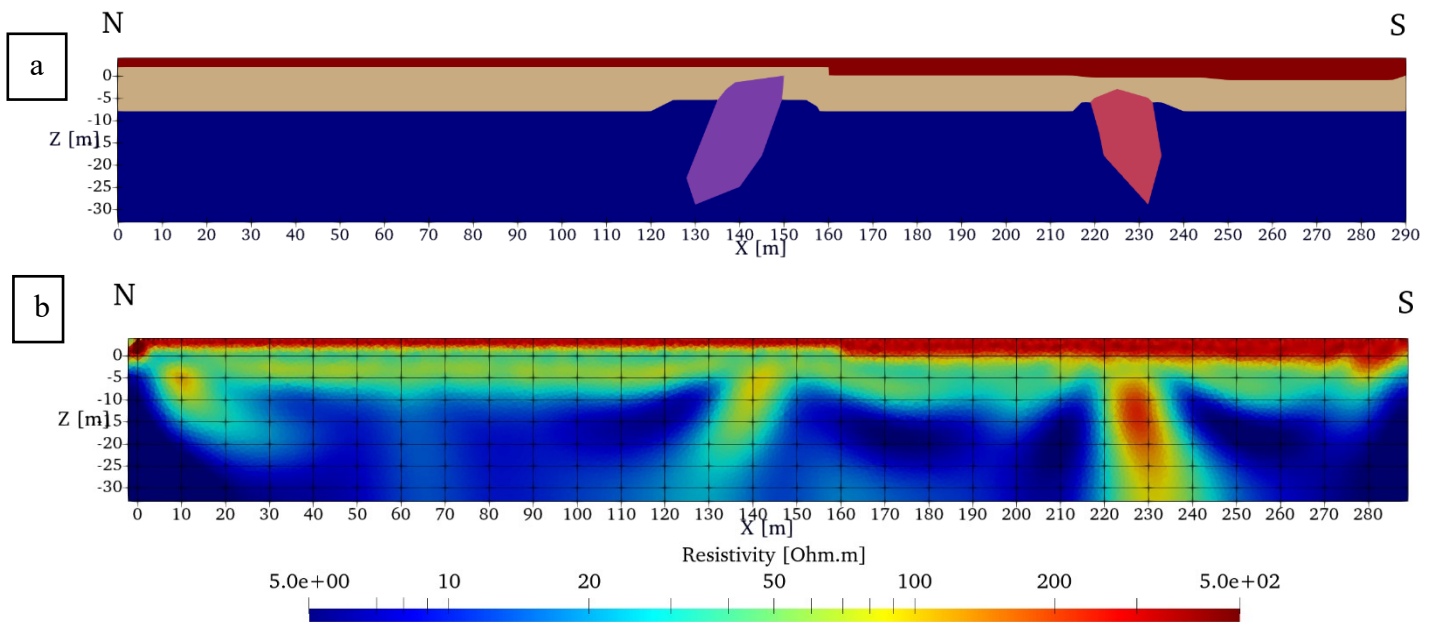 N S
a
0
-5
-10
Z [m]
-15
-20
-25
-30
0 10 20 30 40 50 60 70 80 90 100 110 120 130 140 150 160 170 180 190 200 210 220 230 240 250 260 270 280 290
X [m]
b
N S
0
-5
-10
Z [m]
-15
-20
-25
-30
0 10 20 30 40 50 60 70 80 90 100 110 120 130 140 150 160 170 180 190 200 210 220 230 240 250 260 270 280
X [m]
Resistivity [Ohm.m]
5.0e+00 10 20 50 100 200 5.0e+02